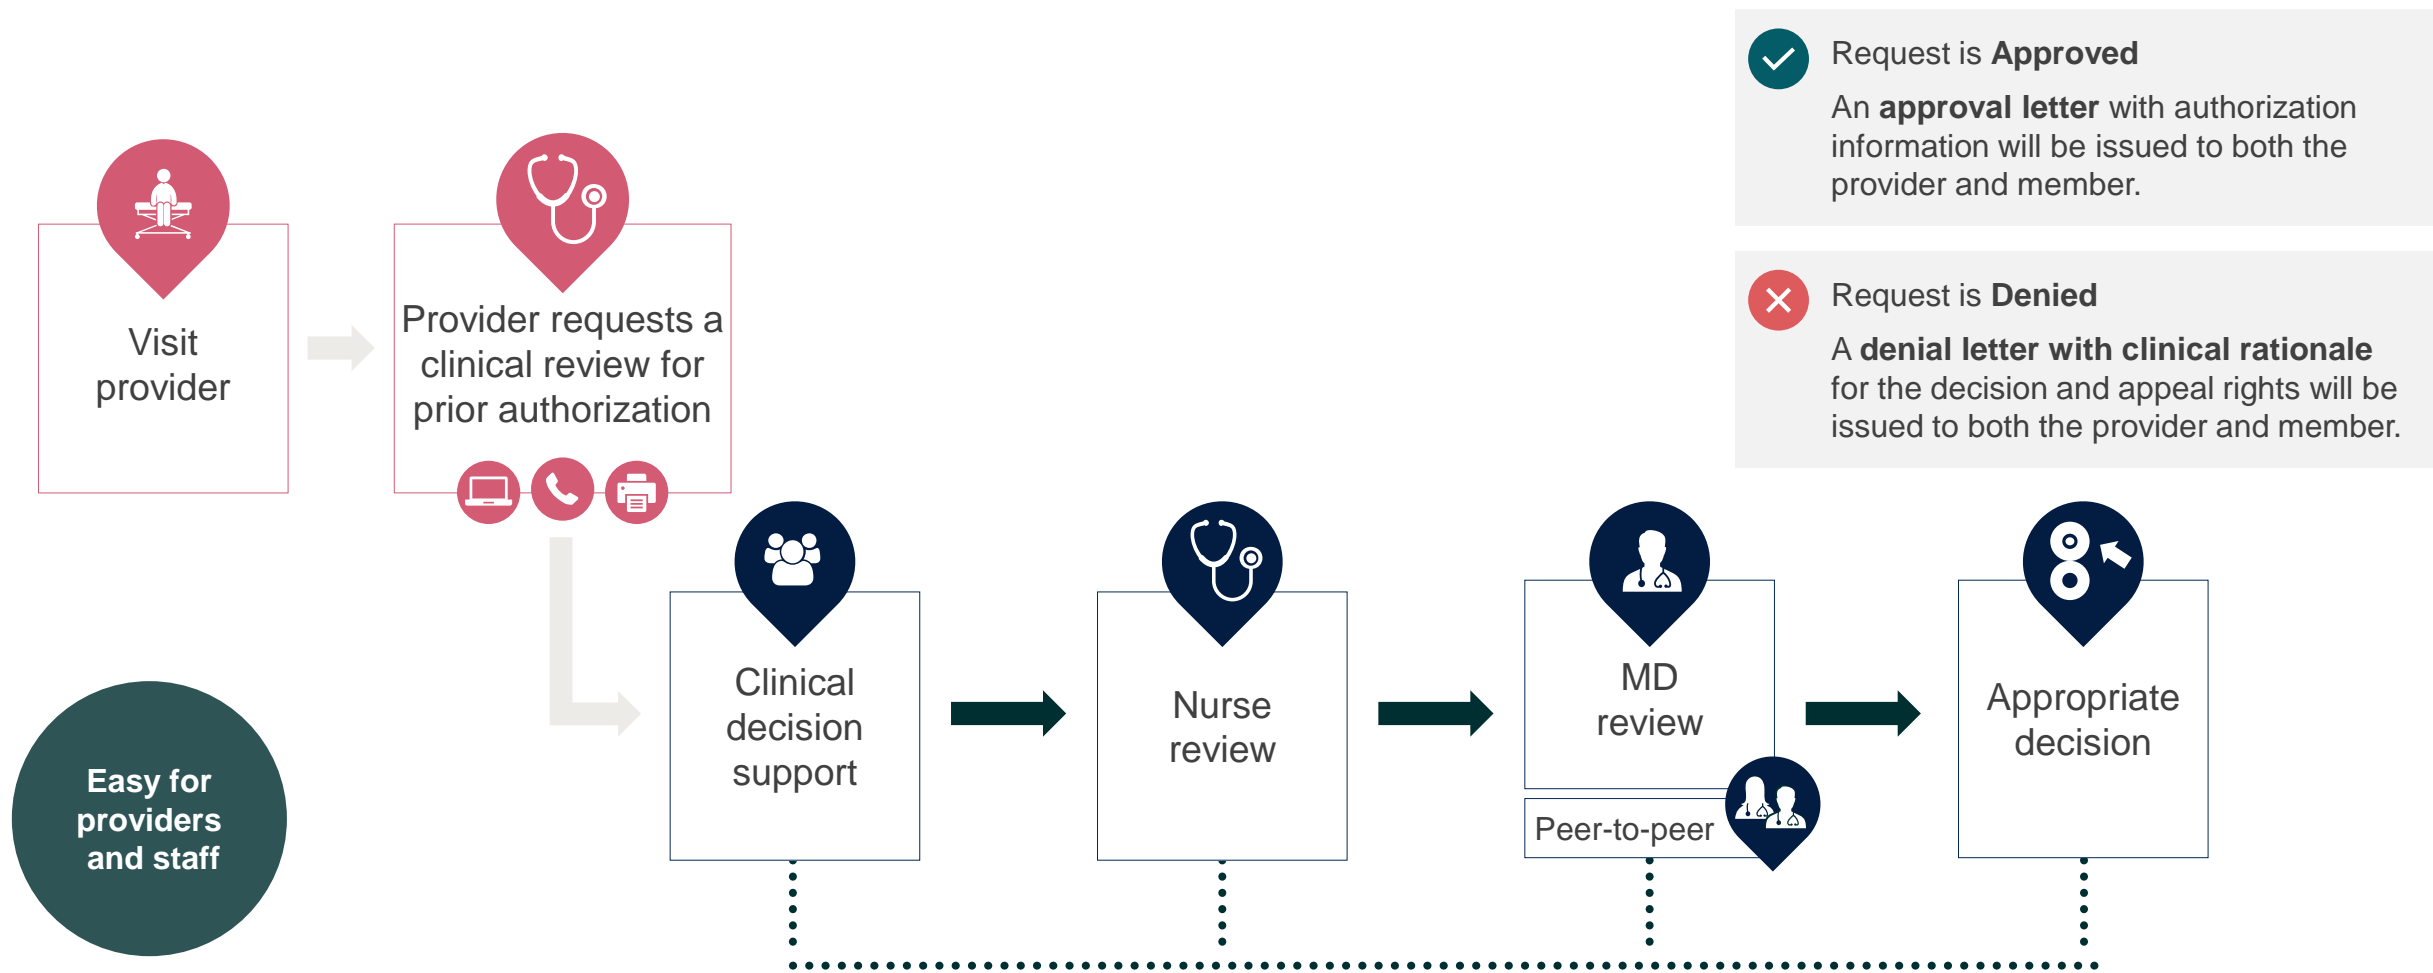 Request is Approved
An approval letter with authorization
information will be issued to both the
provider and member.
Request is Denied
A denial letter with clinical rationale
for the decision and appeal rights will be
issued to both the provider and member.
Visit
provider
Provider requests a
clinical review for
prior authorization
Clinical
decision
support
Nurse
review
MD
review
Peer-to-peer
Appropriate
decision
Easy for
providers
and staff